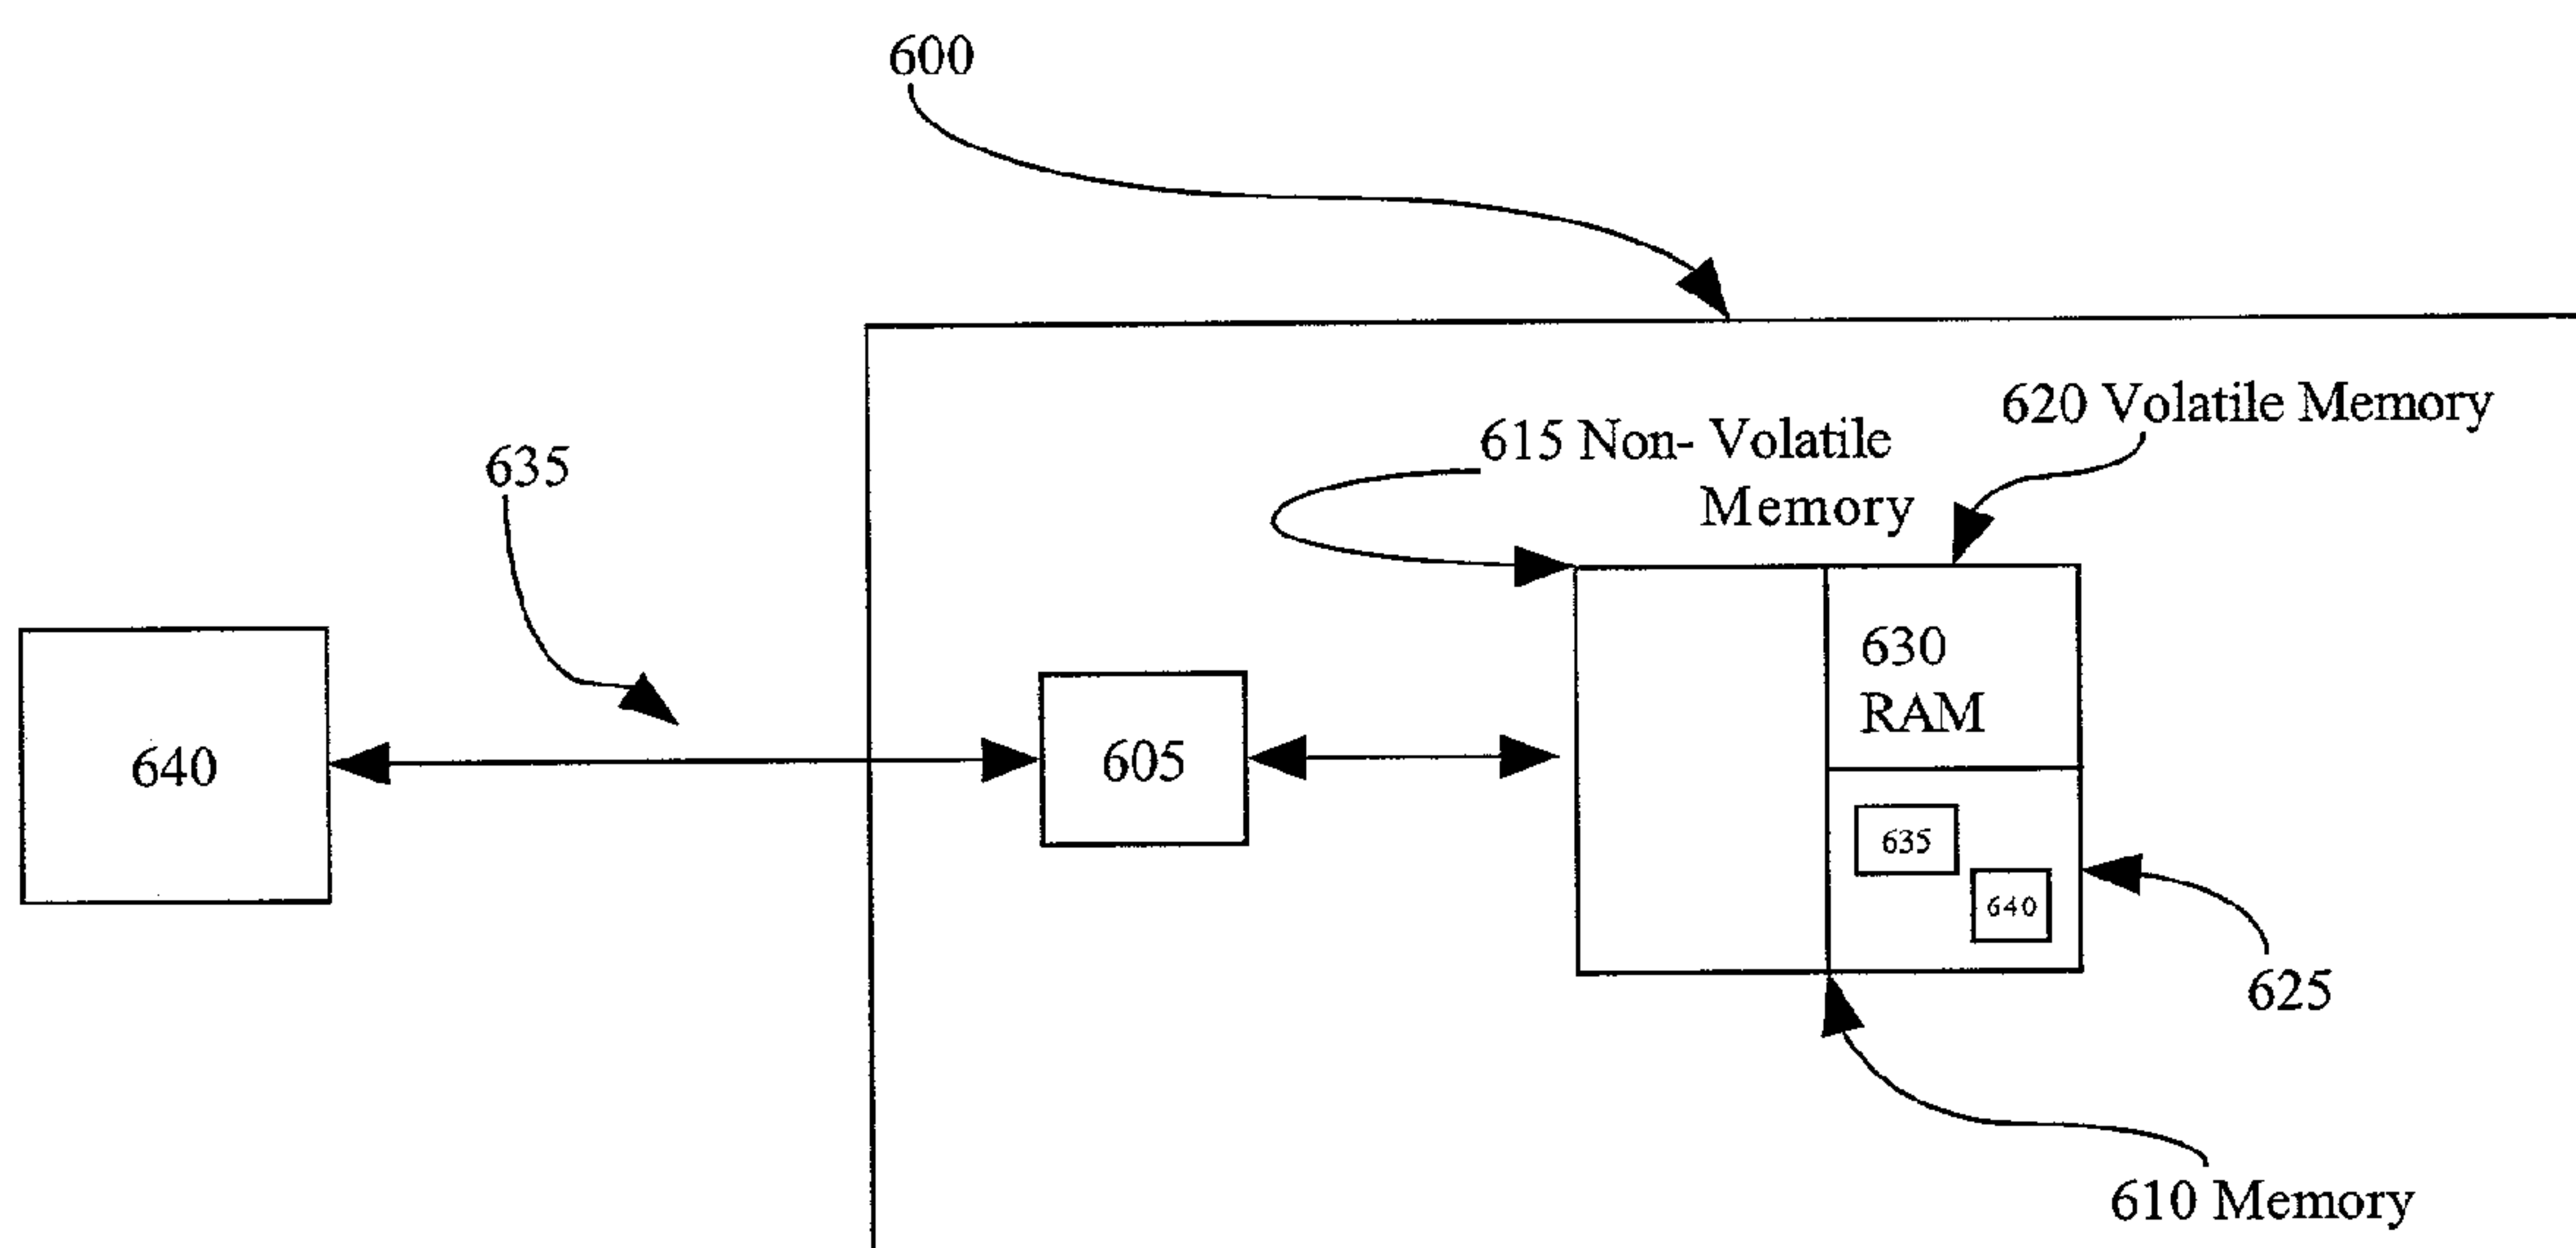 600
620 Volatile Memory
615 Non- Volatile
Memory
635
630
RAM
640
605
635
640
625
610 Memory